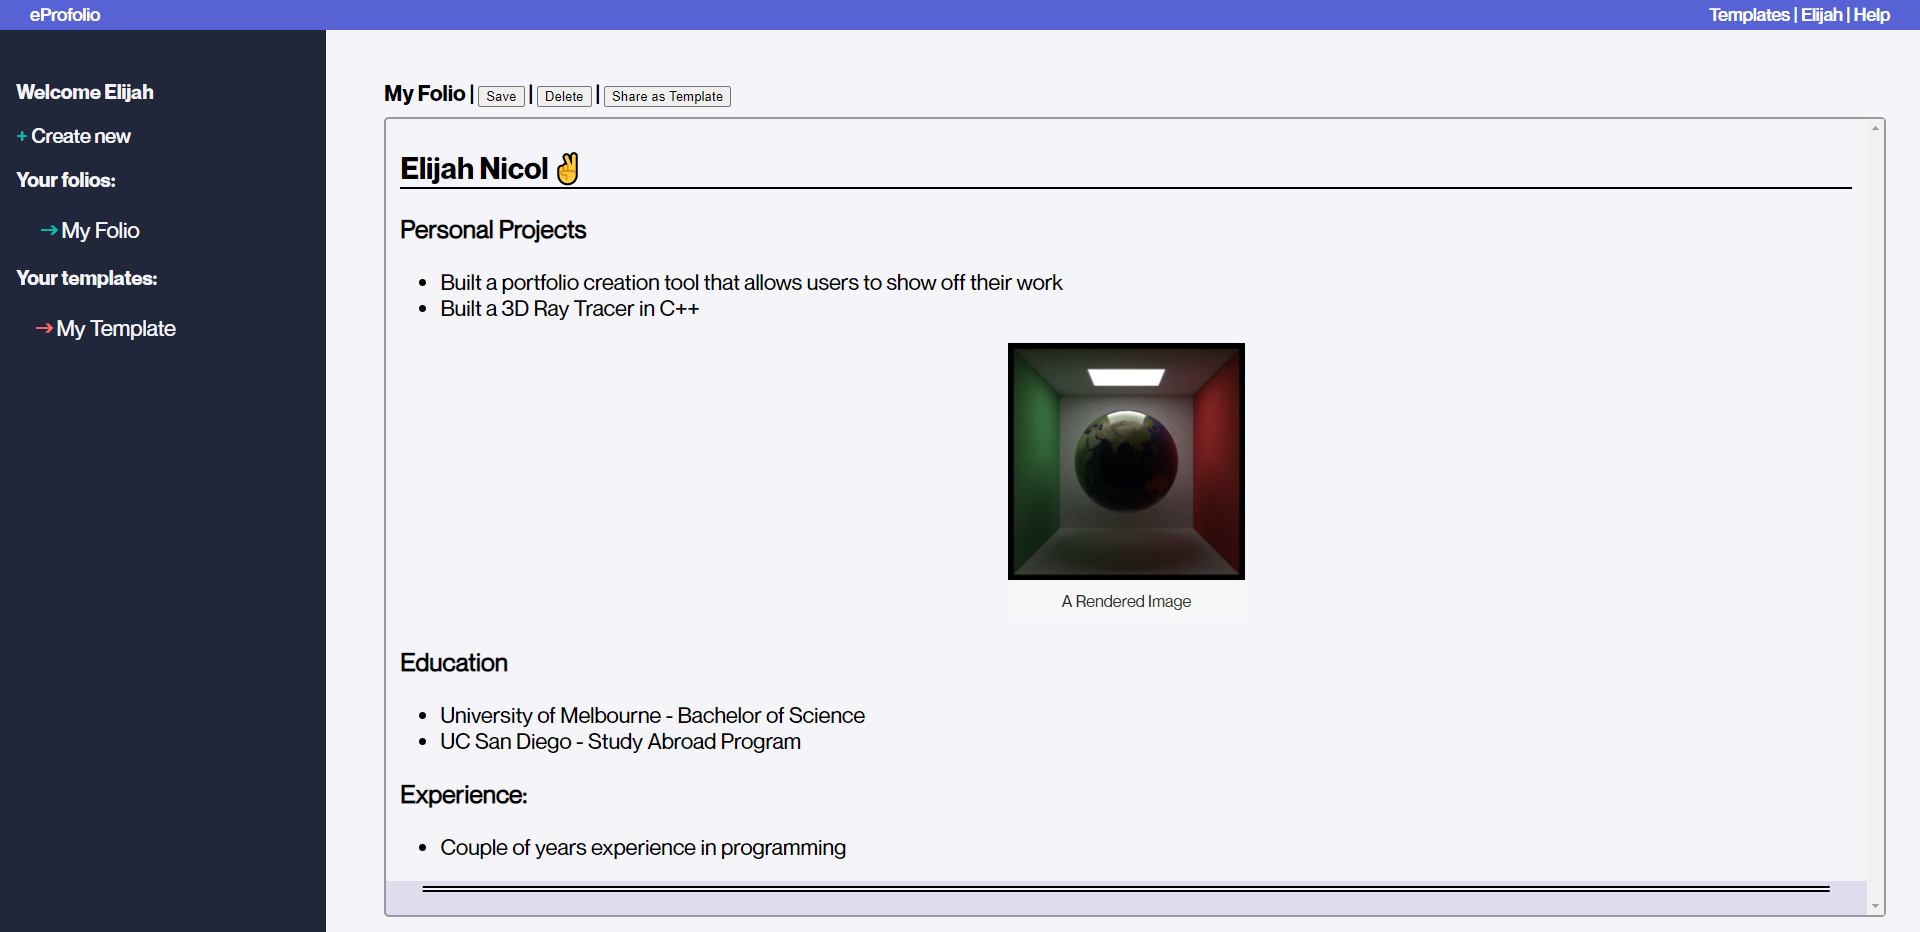 eProfolio
Templates | Elijah | Help
Welcome Elijah
+ Create new
Your folios:
→ My Folio
Your templates:
→ My Template
My Folio | Save | Delete | Share as Template
Elijah Nicol ✌
Personal Projects
• Built a portfolio creation tool that allows users to show off their work
• Built a 3D Ray Tracer in C++
A Rendered Image
Education
• University of Melbourne - Bachelor of Science
• UC San Diego - Study Abroad Program
Experience:
• Couple of years experience in programming